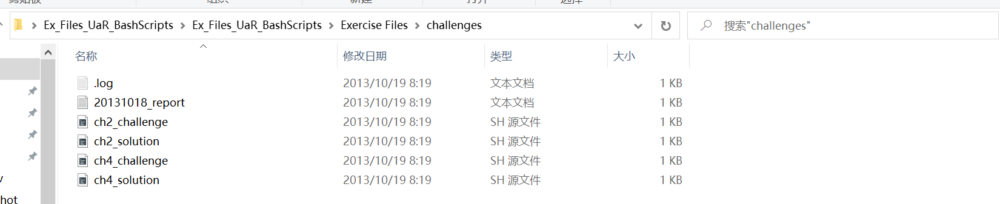 Ex_Files_UaR_BashScripts > Ex_Files_UaR_BashScripts > Exercise Files > challenges
搜索"challenges"
名称 修改日期 类型 大小
.log 2013/10/19 8:19 文本文档 1 KB
20131018_report 2013/10/19 8:19 文本文档 1 KB
ch2_challenge 2013/10/19 8:19 SH 源文件 1 KB
ch2_solution 2013/10/19 8:19 SH 源文件 1 KB
ch4_challenge 2013/10/19 8:19 SH 源文件 1 KB
ch4_solution 2013/10/19 8:19 SH 源文件 1 KB
hot